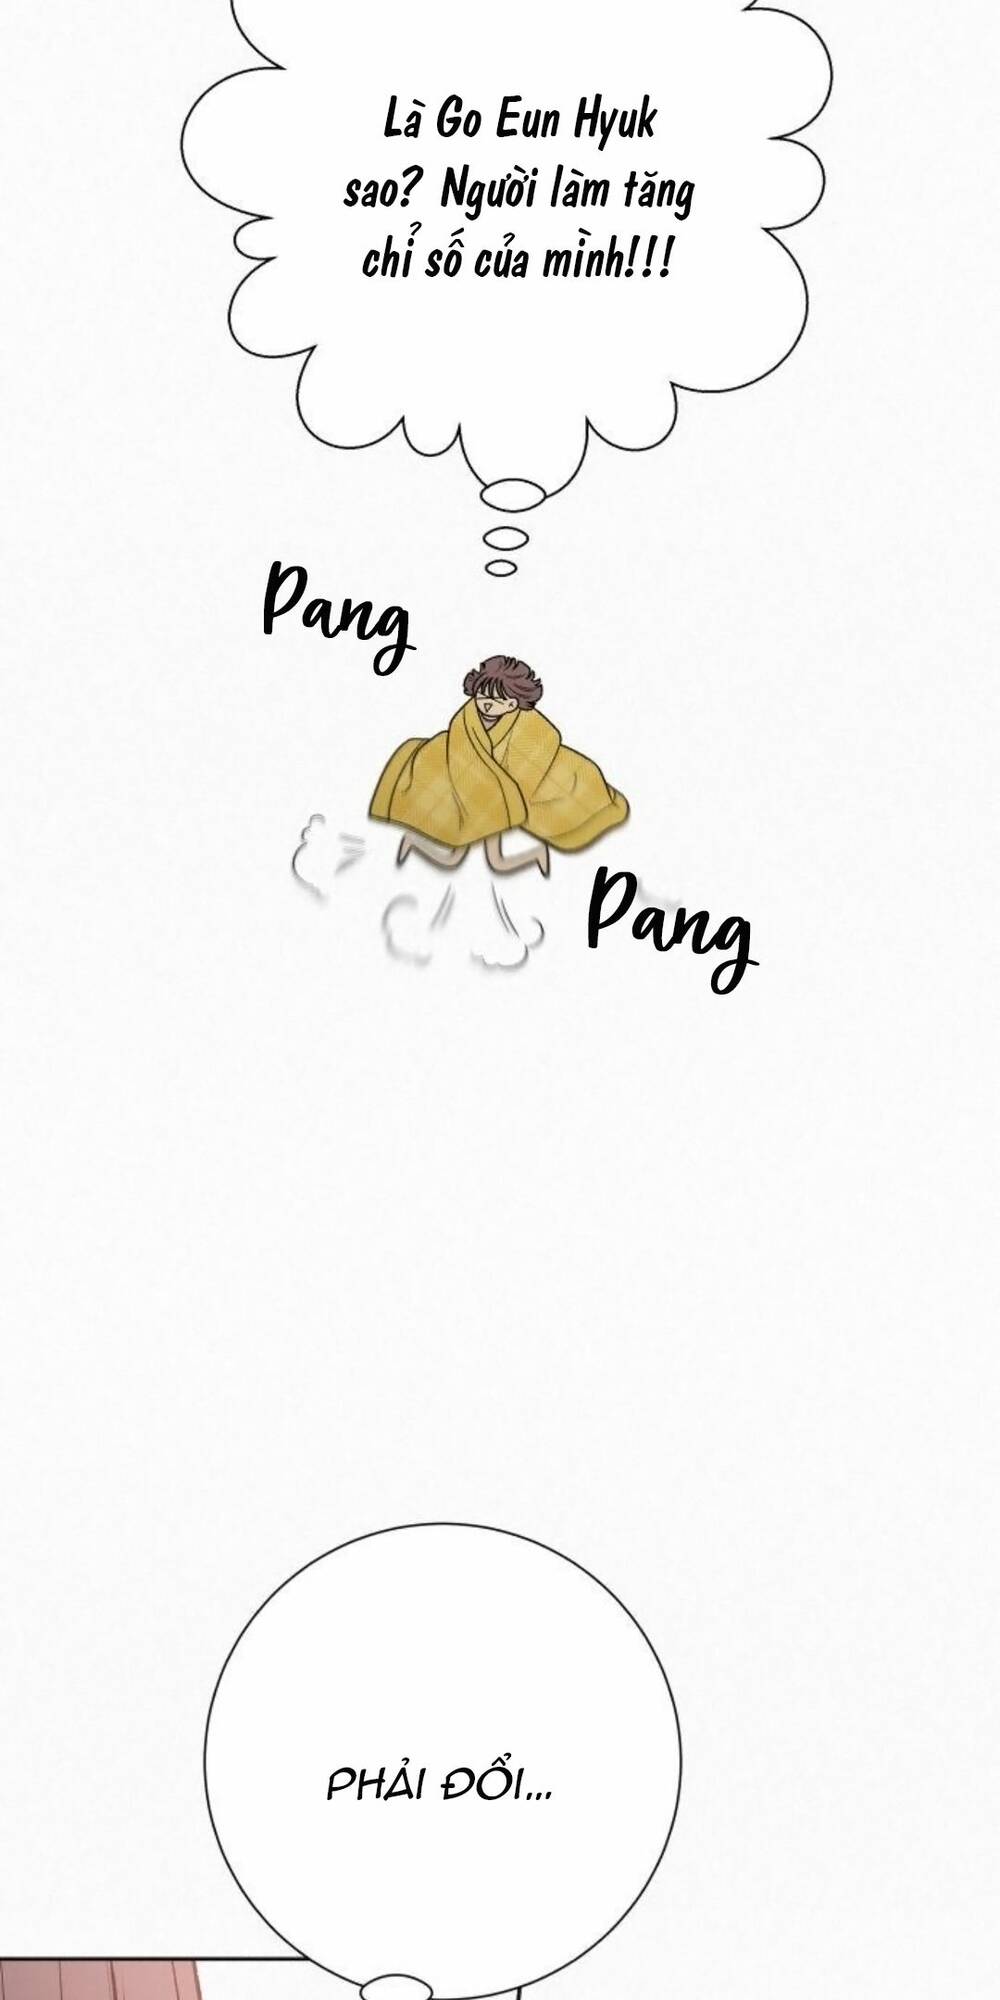 Là Go Eun Hyuk
sao? Người làm tăng
chỉ số của mình!!!
Pang
Pang
PHẢI ĐỔI...